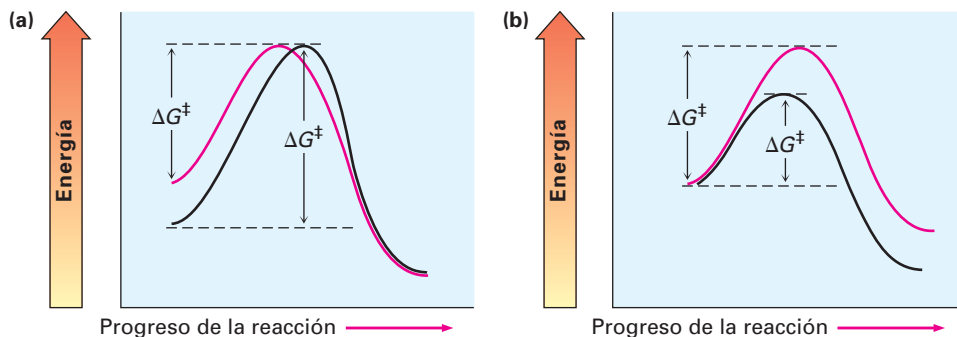 (a)
Energía
ΔG‡
ΔG‡
Progreso de la reacción
(b)
Energía
ΔG‡
ΔG‡
Progreso de la reacción